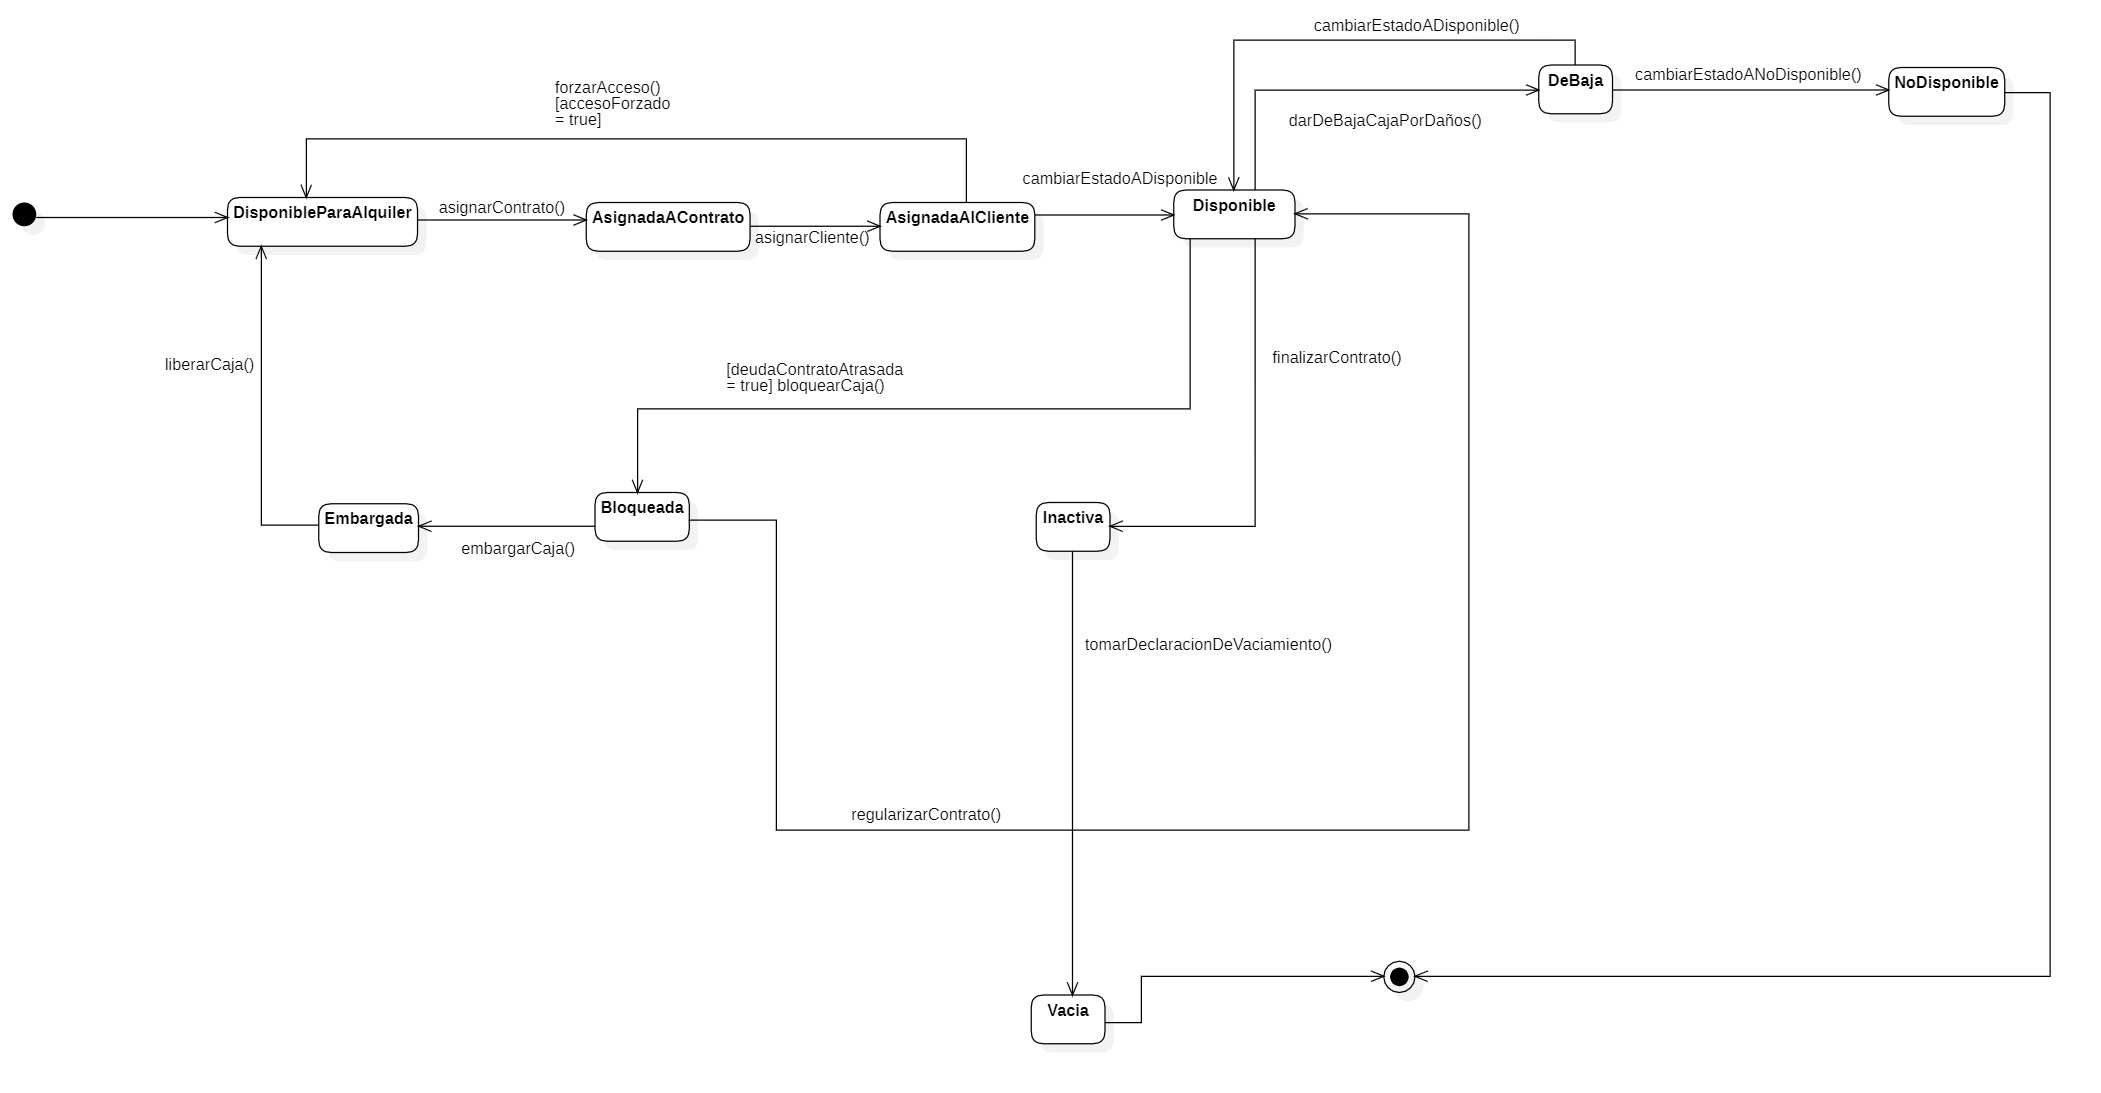 cambiarEstadoADisponible()
DeBaja
cambiarEstadoANoDisponible()
NoDisponible
forzarAcceso()
[accesoForzado
= true]
darDeBajaCajaPorDaños()
cambiarEstadoADisponible
DisponibleParaAlquiler
asignarContrato()
AsignadaAContrato
asignarCliente()
AsignadaAlCliente
Disponible
liberarCaja()
[deudaContratoAtrasada
= true] bloquearCaja()
finalizarContrato()
Embargada
embargarCaja()
Bloqueada
Inactiva
tomarDeclaracionDeVaciamiento()
regularizarContrato()
Vacia